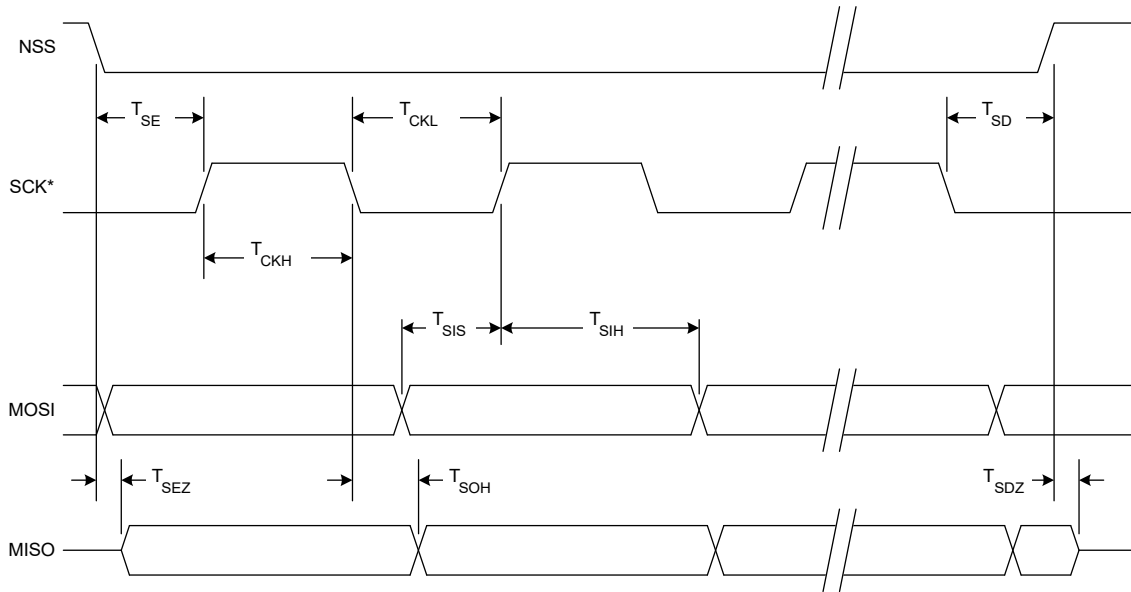 NSS
T_SE
T_CKL
T_SD
SCK*
T_CKH
T_SIS
T_SIH
MOSI
T_SEZ
T_SOH
T_SDZ
MISO